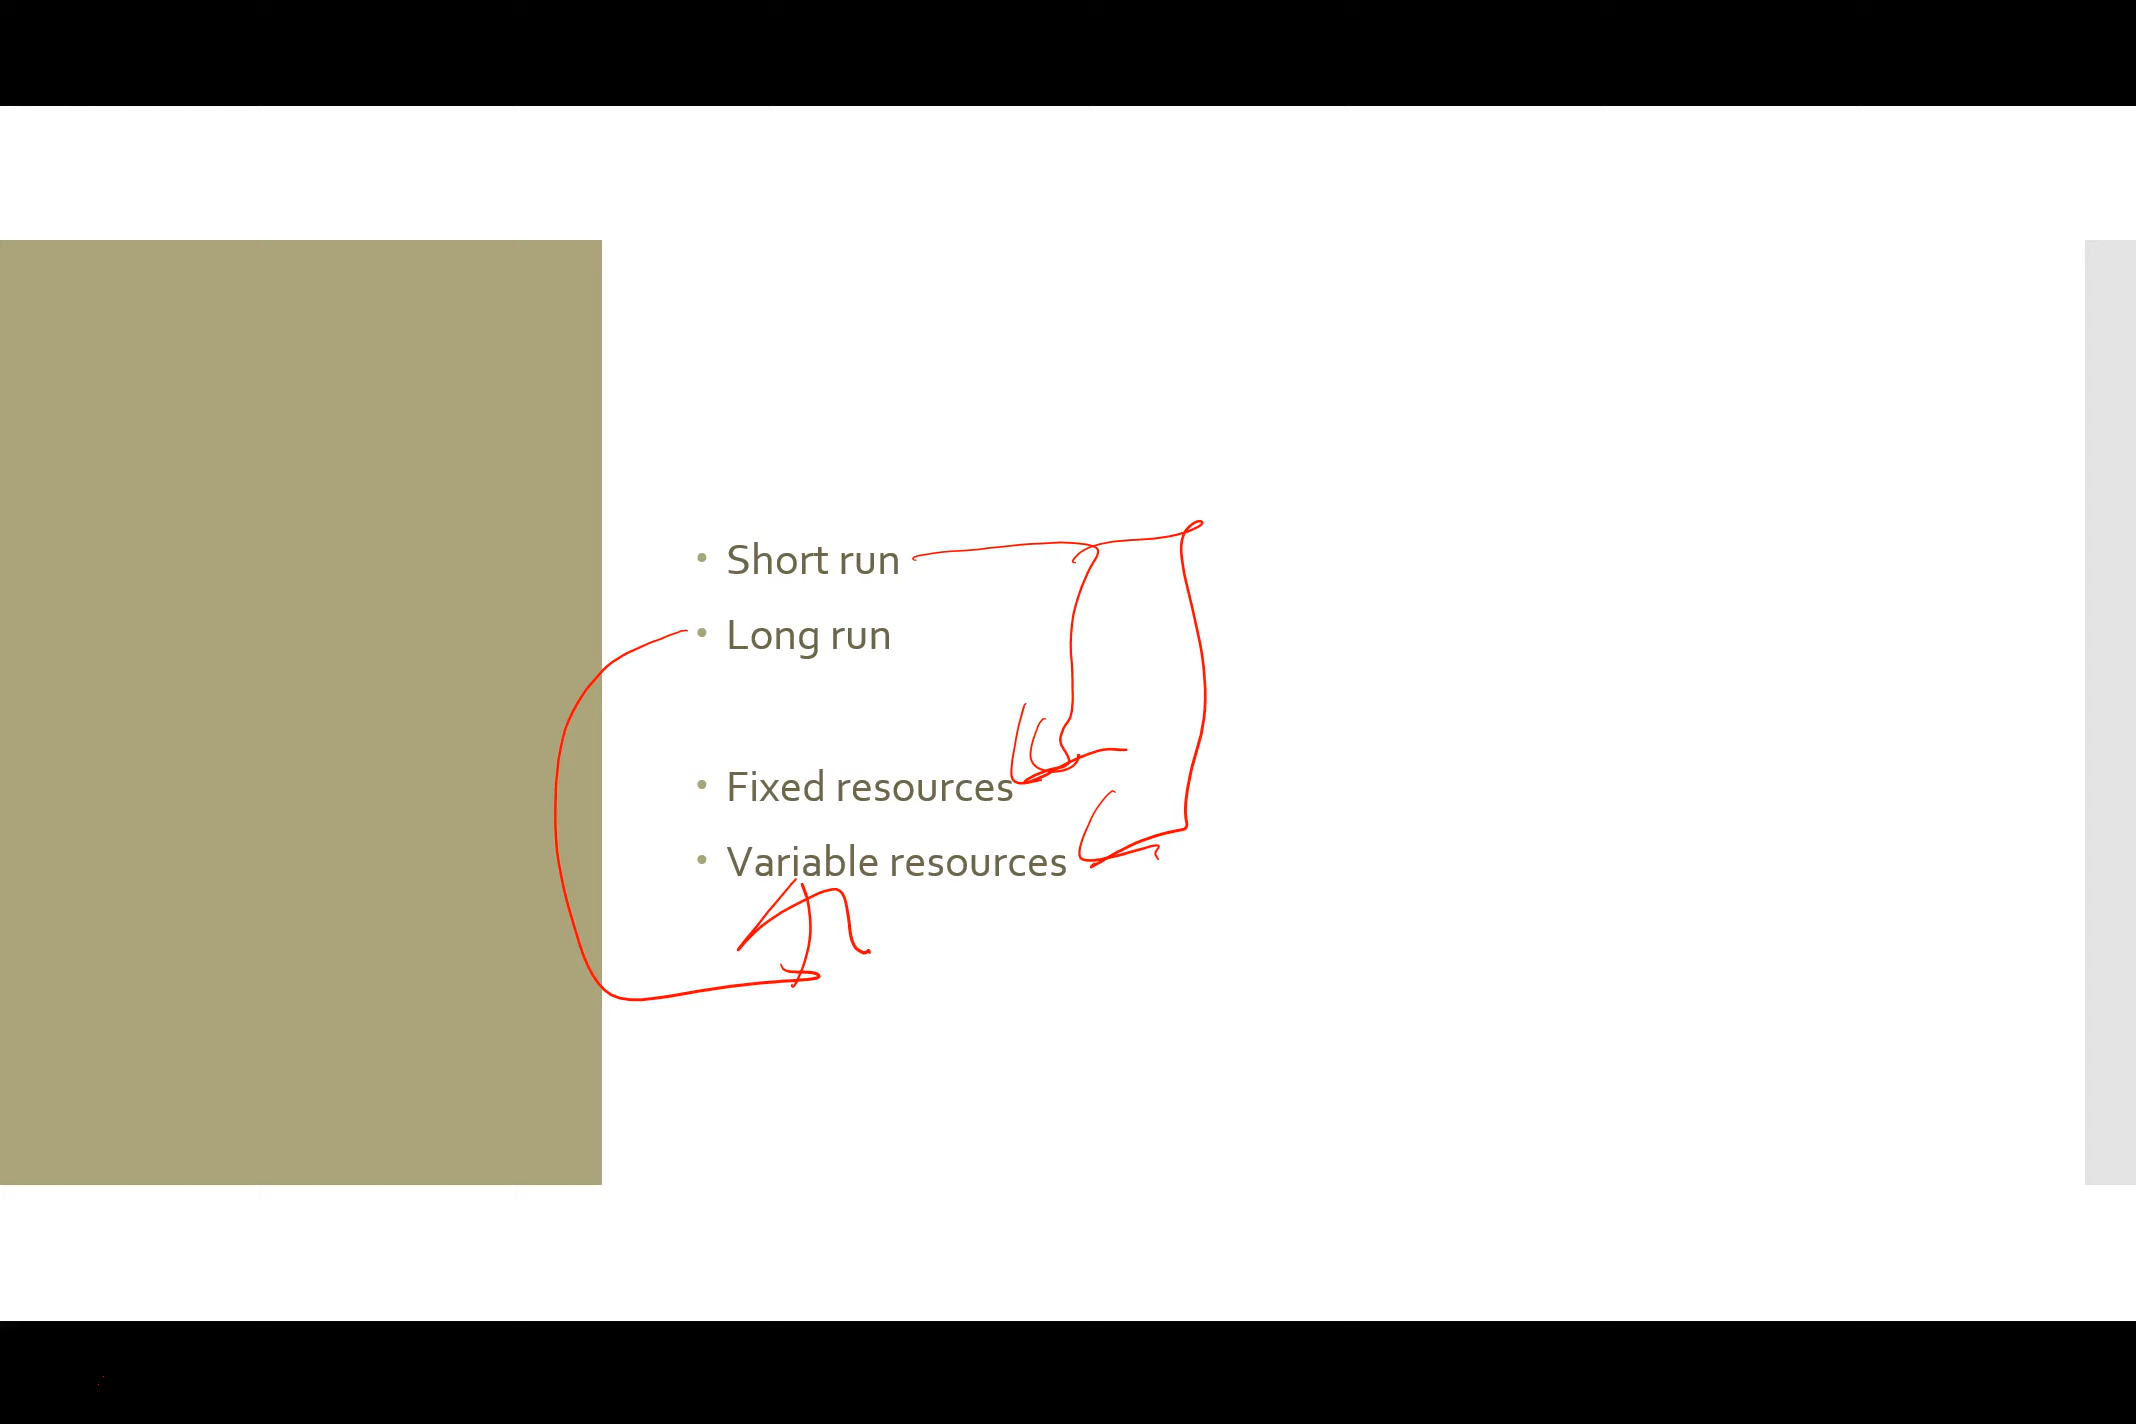 • Short run
• Long run
• Fixed resources
• Variable resources